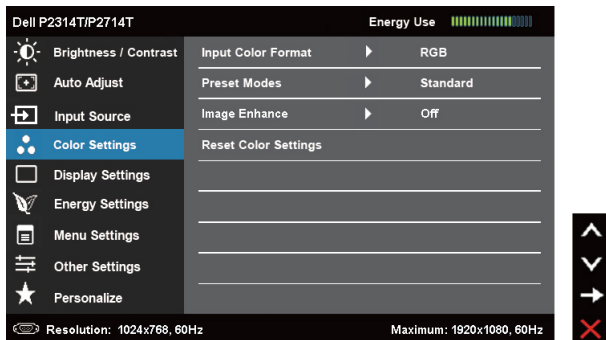 Dell P2314T/P2714T Energy Use
Brightness / Contrast Input Color Format RGB
Auto Adjust Preset Modes Standard
Input Source Image Enhance Off
Color Settings Reset Color Settings
Display Settings
Energy Settings
Menu Settings
Other Settings
Personalize
Resolution: 1024x768, 60Hz Maximum: 1920x1080, 60Hz